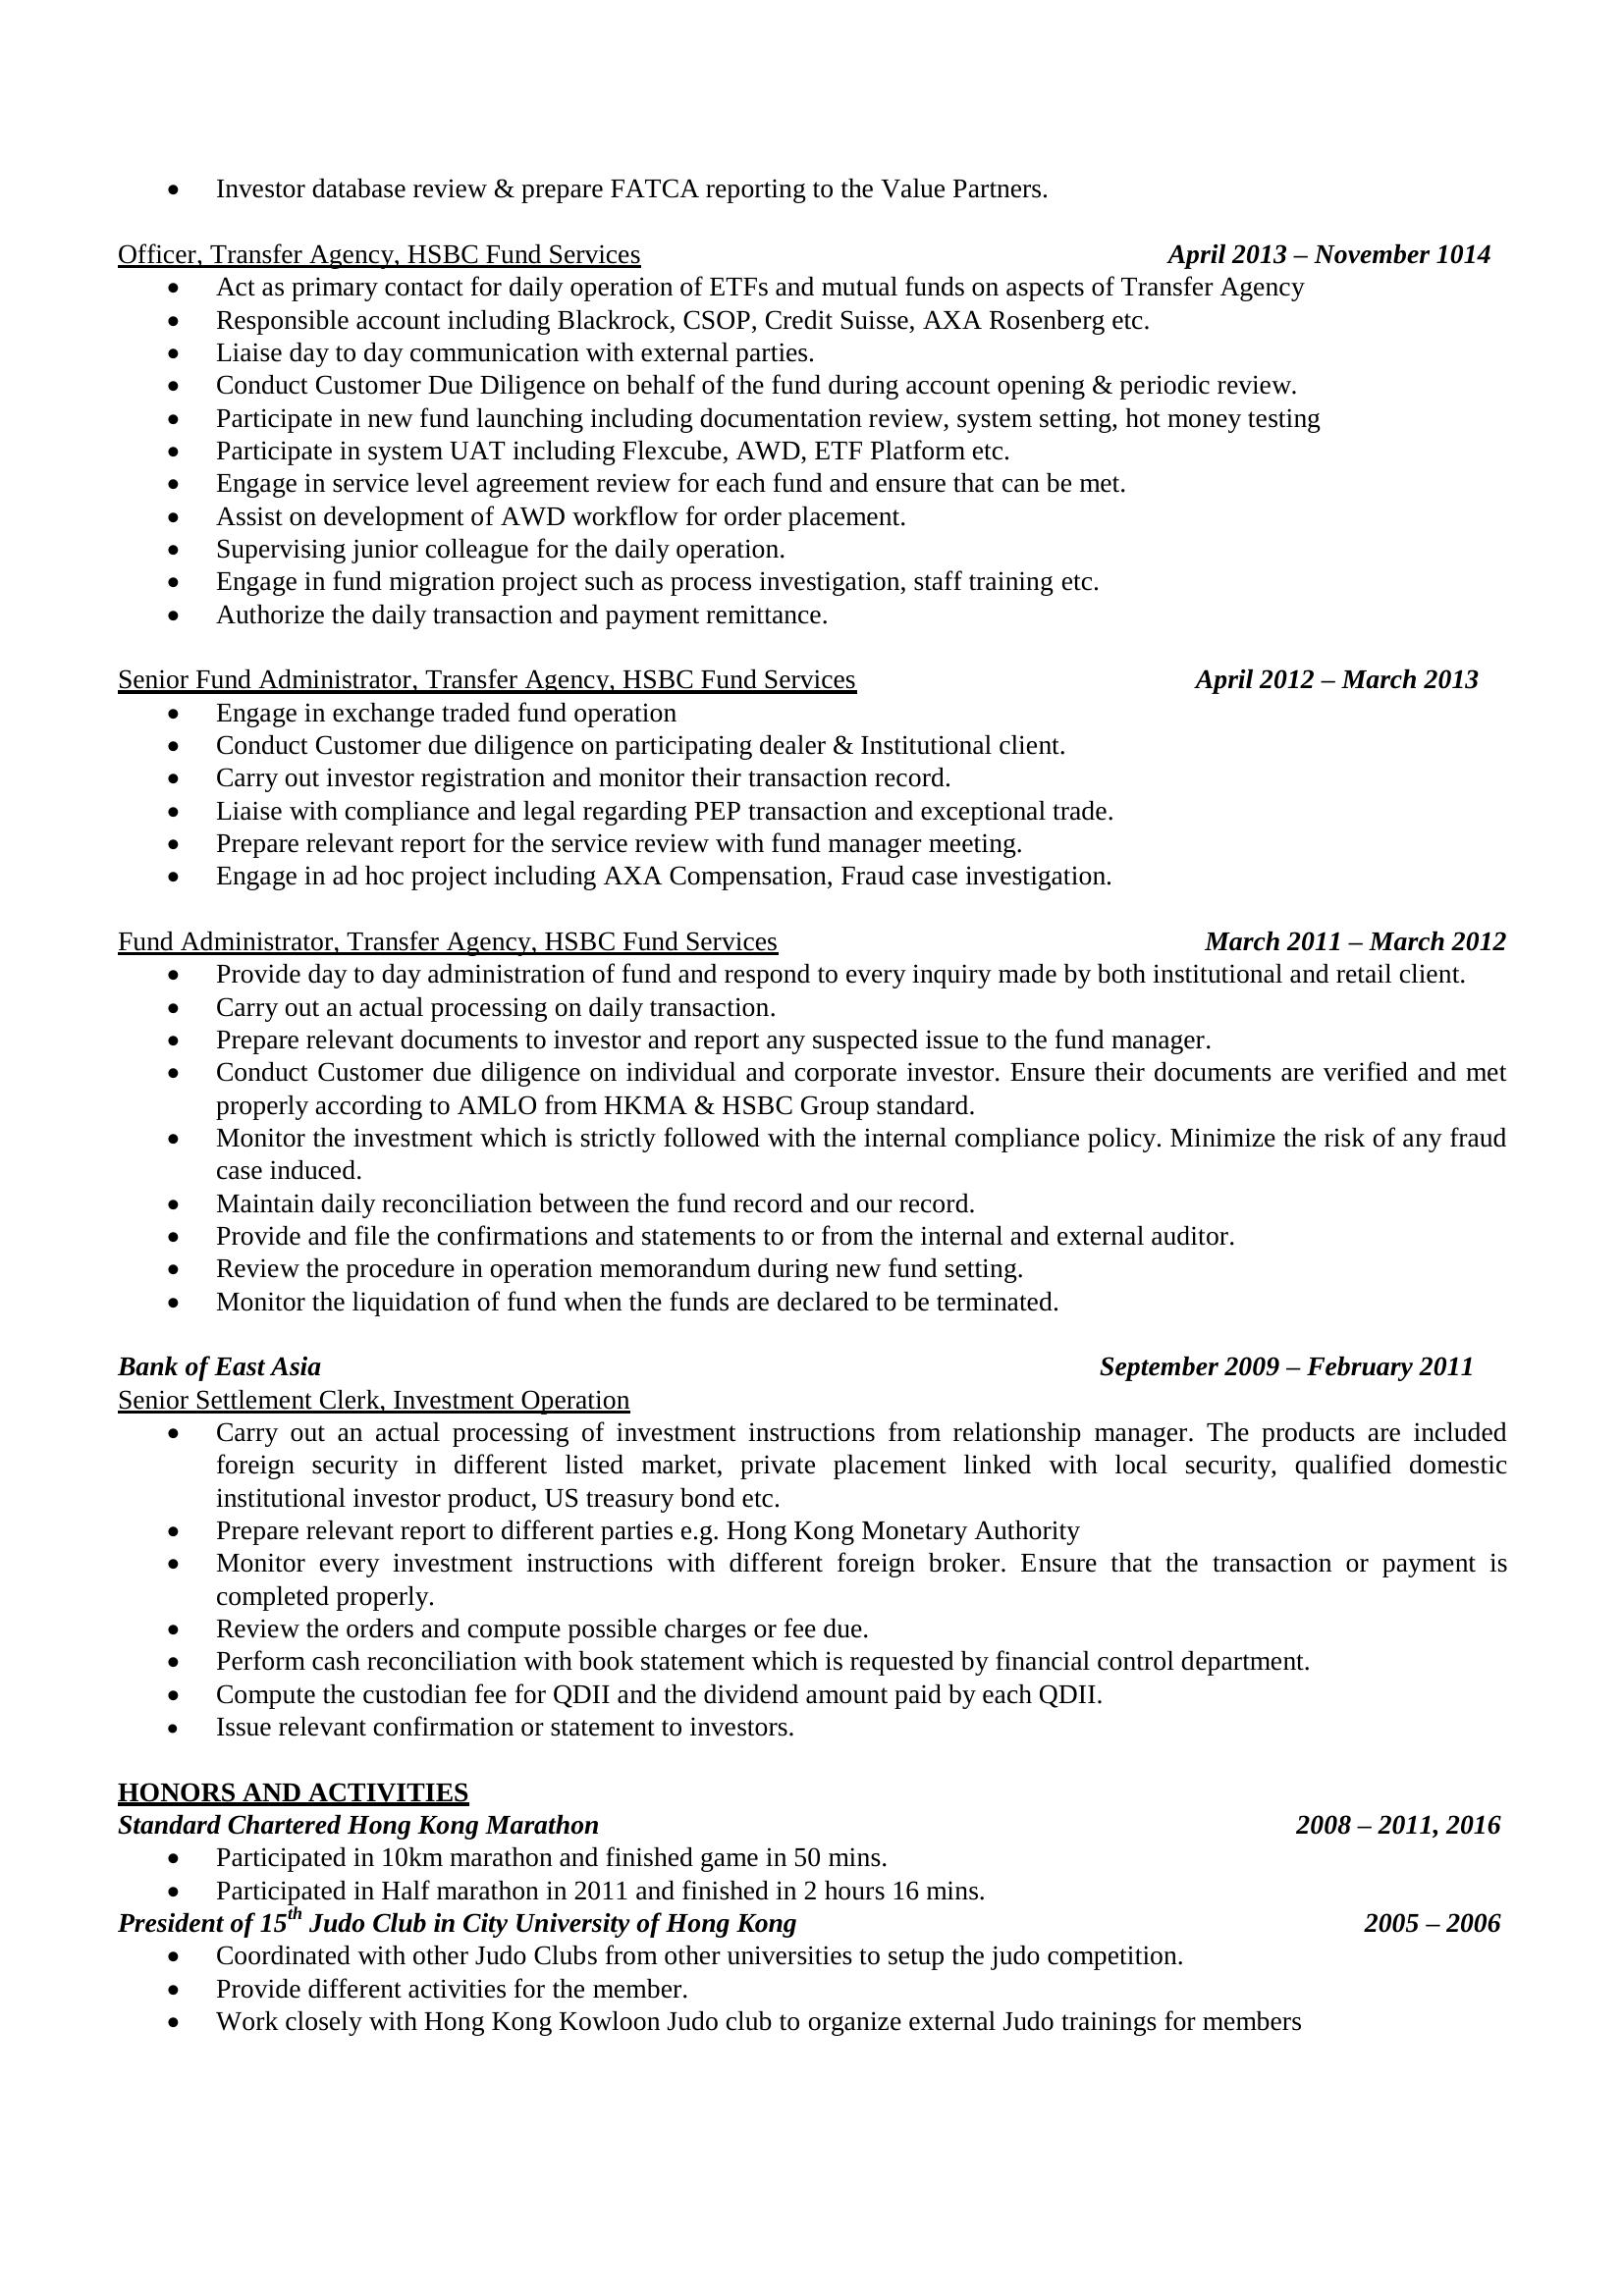 • Investor database review & prepare FATCA reporting to the Value Partners.
Officer, Transfer Agency, HSBC Fund Services April 2013 – November 1014
• Act as primary contact for daily operation of ETFs and mutual funds on aspects of Transfer Agency
• Responsible account including Blackrock, CSOP, Credit Suisse, AXA Rosenberg etc.
• Liaise day to day communication with external parties.
• Conduct Customer Due Diligence on behalf of the fund during account opening & periodic review.
• Participate in new fund launching including documentation review, system setting, hot money testing
• Participate in system UAT including Flexcube, AWD, ETF Platform etc.
• Engage in service level agreement review for each fund and ensure that can be met.
• Assist on development of AWD workflow for order placement.
• Supervising junior colleague for the daily operation.
• Engage in fund migration project such as process investigation, staff training etc.
• Authorize the daily transaction and payment remittance.
Senior Fund Administrator, Transfer Agency, HSBC Fund Services April 2012 – March 2013
• Engage in exchange traded fund operation
• Conduct Customer due diligence on participating dealer & Institutional client.
• Carry out investor registration and monitor their transaction record.
• Liaise with compliance and legal regarding PEP transaction and exceptional trade.
• Prepare relevant report for the service review with fund manager meeting.
• Engage in ad hoc project including AXA Compensation, Fraud case investigation.
Fund Administrator, Transfer Agency, HSBC Fund Services March 2011 – March 2012
• Provide day to day administration of fund and respond to every inquiry made by both institutional and retail client.
• Carry out an actual processing on daily transaction.
• Prepare relevant documents to investor and report any suspected issue to the fund manager.
• Conduct Customer due diligence on individual and corporate investor. Ensure their documents are verified and met
properly according to AMLO from HKMA & HSBC Group standard.
• Monitor the investment which is strictly followed with the internal compliance policy. Minimize the risk of any fraud
case induced.
• Maintain daily reconciliation between the fund record and our record.
• Provide and file the confirmations and statements to or from the internal and external auditor.
• Review the procedure in operation memorandum during new fund setting.
• Monitor the liquidation of fund when the funds are declared to be terminated.
Bank of East Asia September 2009 – February 2011
Senior Settlement Clerk, Investment Operation
• Carry out an actual processing of investment instructions from relationship manager. The products are included
foreign security in different listed market, private placement linked with local security, qualified domestic
institutional investor product, US treasury bond etc.
• Prepare relevant report to different parties e.g. Hong Kong Monetary Authority
• Monitor every investment instructions with different foreign broker. Ensure that the transaction or payment is
completed properly.
• Review the orders and compute possible charges or fee due.
• Perform cash reconciliation with book statement which is requested by financial control department.
• Compute the custodian fee for QDII and the dividend amount paid by each QDII.
• Issue relevant confirmation or statement to investors.
HONORS AND ACTIVITIES
Standard Chartered Hong Kong Marathon 2008 – 2011, 2016
• Participated in 10km marathon and finished game in 50 mins.
• Participated in Half marathon in 2011 and finished in 2 hours 16 mins.
President of 15th Judo Club in City University of Hong Kong 2005 – 2006
• Coordinated with other Judo Clubs from other universities to setup the judo competition.
• Provide different activities for the member.
• Work closely with Hong Kong Kowloon Judo club to organize external Judo trainings for members